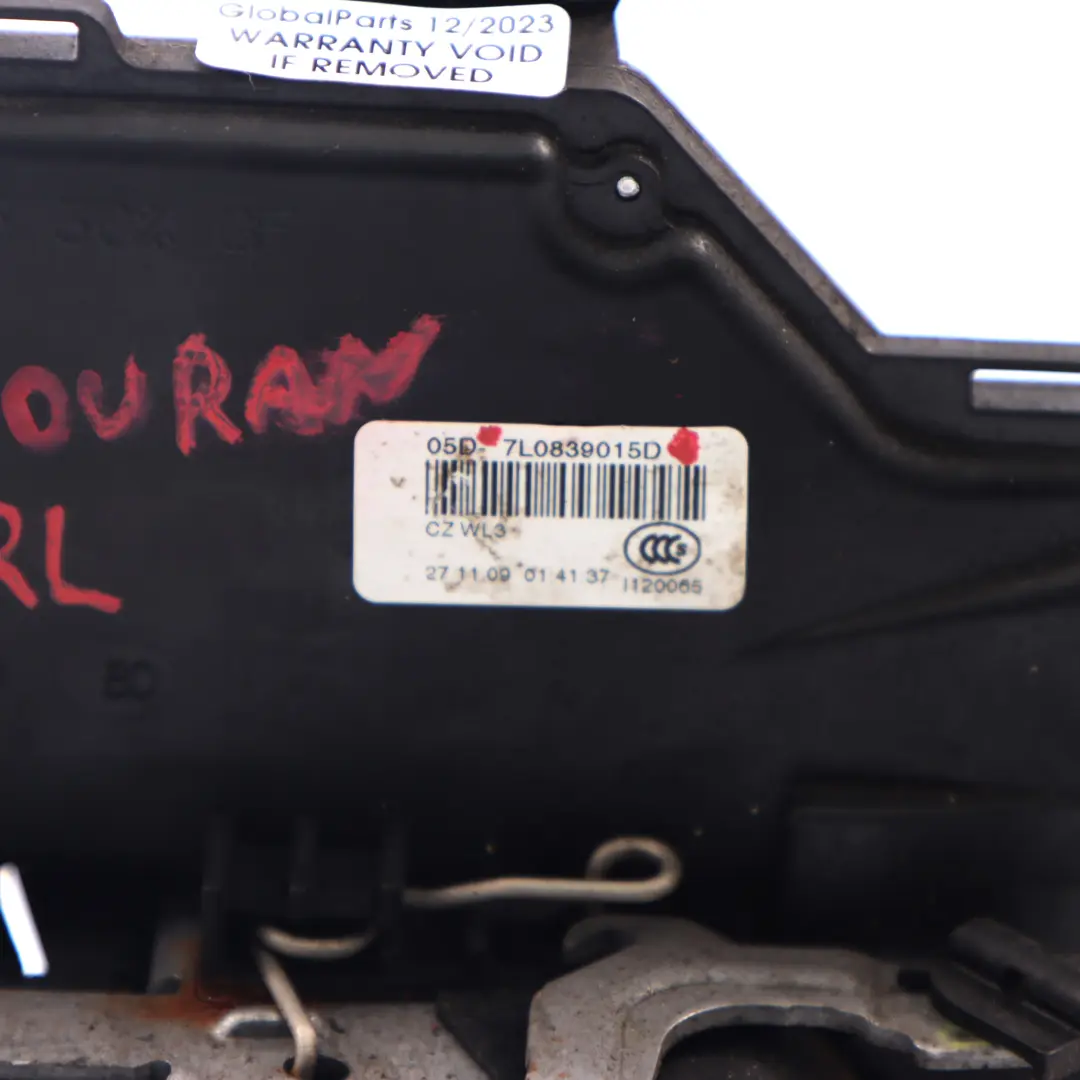 GlobalParts 12/2023
WARRANTY VOID
IF REMOVED
OURAN
RL
05D 7L0839015D
CZ WL3
CCC S
27 11 09 01 41 37 I120065